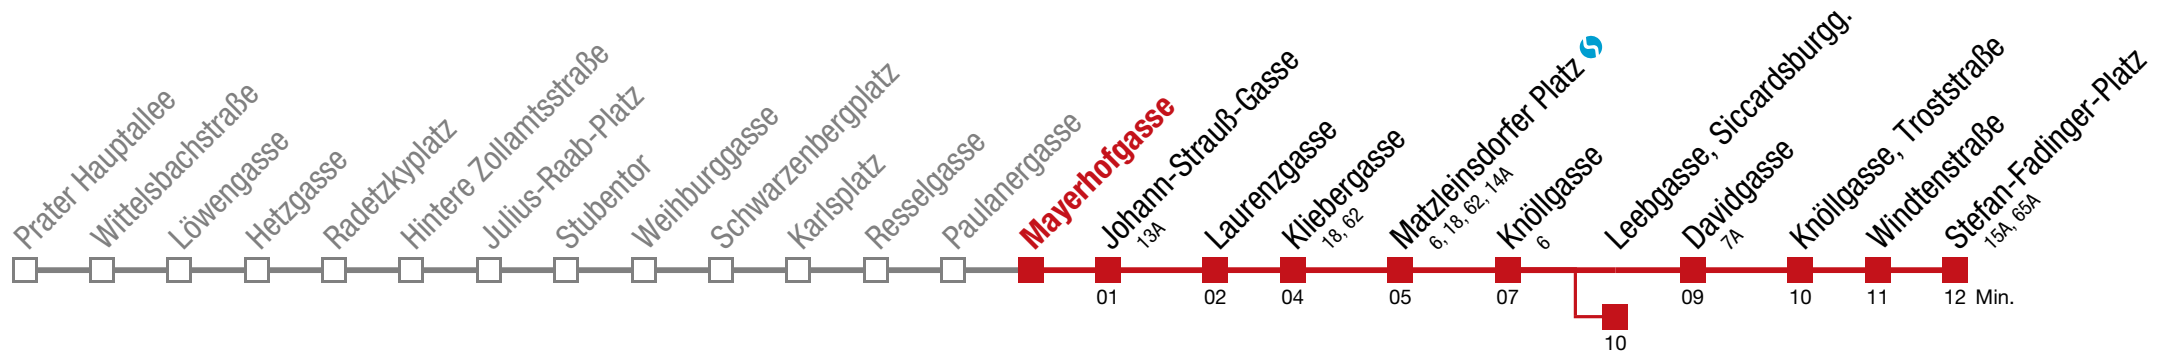 Prater Hauptallee
Wittelsbachstraße
Löwengasse
Hetzgasse
Radetzkyplatz
Hintere Zollamtsstraße
Julius-Raab-Platz
Stubentor
Weihburggasse
Schwarzenbergplatz
Karlsplatz
Resselgasse
Paulanergasse
Mayerhofgasse
Johann-Strauß-Gasse
13A
Laurenzgasse
Kliebergasse
18, 62
Matzleinsdorfer Platz
6, 18, 62, 14A
Knöllgasse
6
Leebgasse, Siccardsburgg.
Davidgasse
7A
Knöllgasse, Troststraße
Windtenstraße
Stefan-Fadinger-Platz
15A, 65A
01 02 04 05 07 09 10 11 12 Min.
10